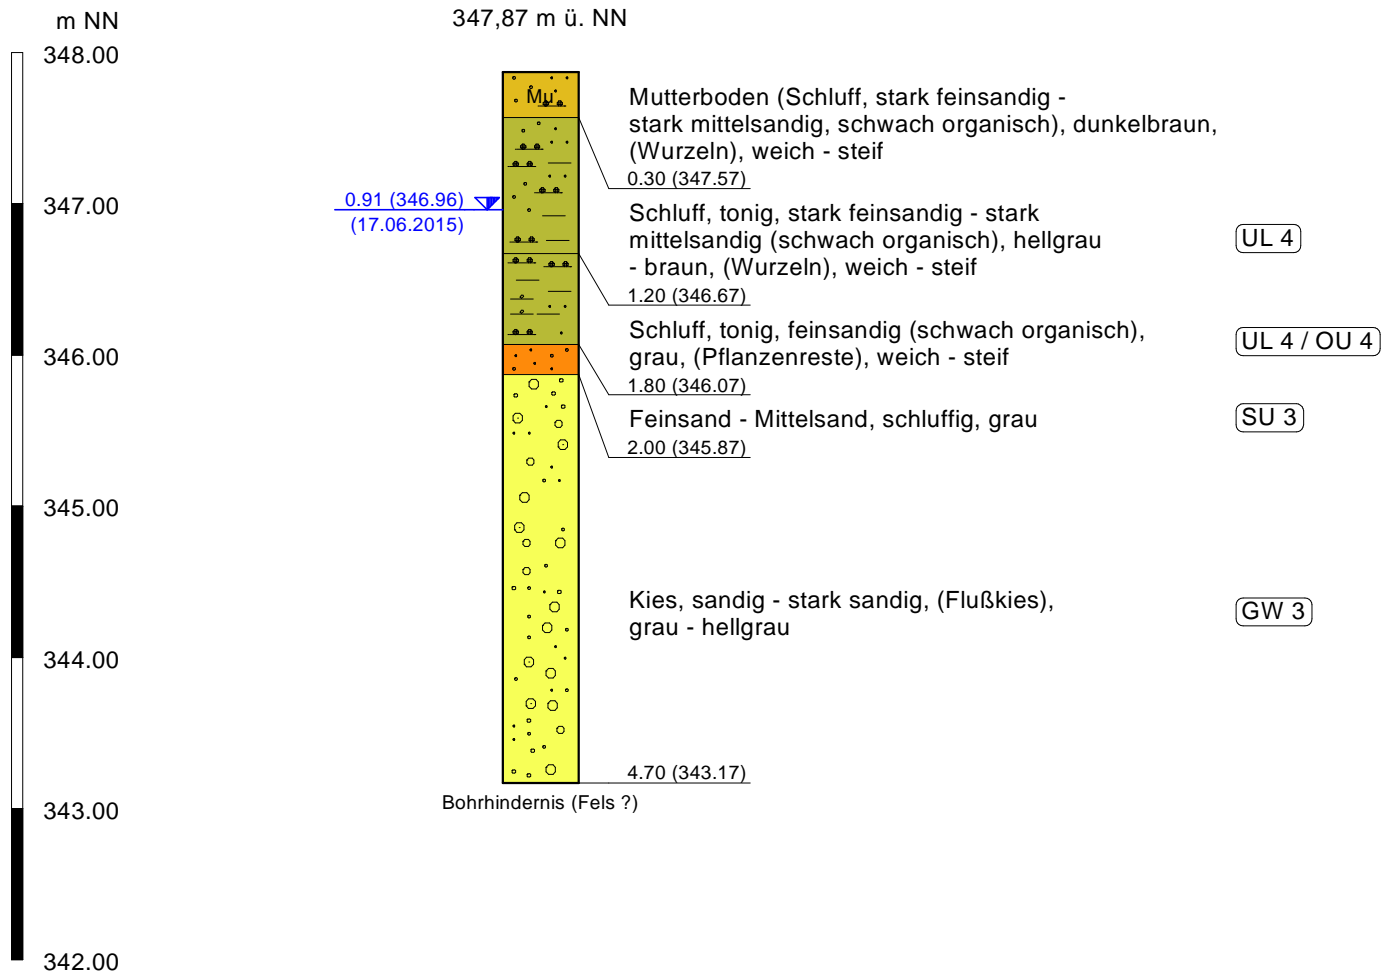 m NN
347,87 m ü. NN
348.00
Mu
Mutterboden (Schluff, stark feinsandig -
stark mittelsandig, schwach organisch), dunkelbraun,
(Wurzeln), weich - steif
0.30 (347.57)
347.00
0.91 (346.96)
(17.06.2015)
Schluff, tonig, stark feinsandig - stark
mittelsandig (schwach organisch), hellgrau
- braun, (Wurzeln), weich - steif
UL 4
1.20 (346.67)
Schluff, tonig, feinsandig (schwach organisch),
grau, (Pflanzenreste), weich - steif
UL 4 / OU 4
346.00
1.80 (346.07)
Feinsand - Mittelsand, schluffig, grau
SU 3
2.00 (345.87)
345.00
Kies, sandig - stark sandig, (Flußkies),
grau - hellgrau
GW 3
344.00
4.70 (343.17)
Bohrhindernis (Fels ?)
343.00
342.00